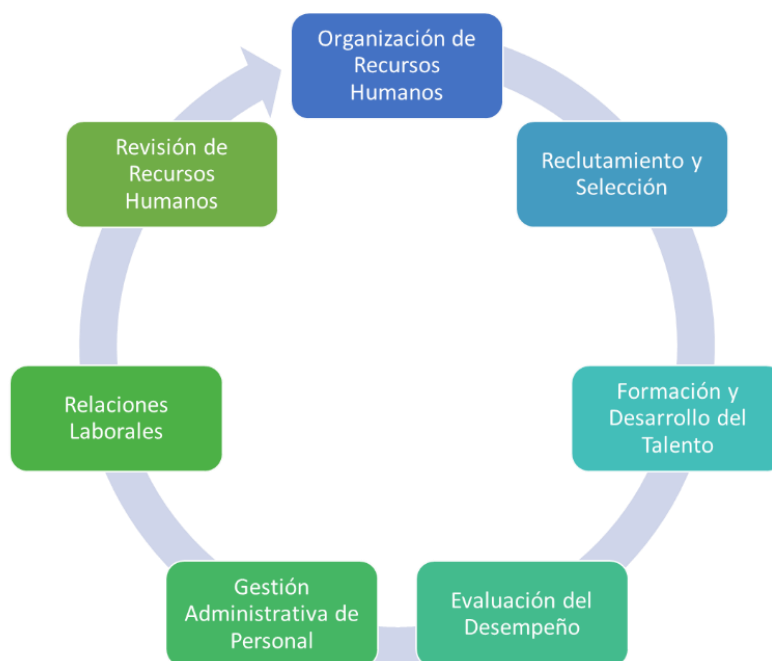 Organización de
Recursos
Humanos
Reclutamiento y
Selección
Formación y
Desarrollo del
Talento
Evaluación del
Desempeño
Gestión
Administrativa de
Personal
Relaciones
Laborales
Revisión de
Recursos
Humanos